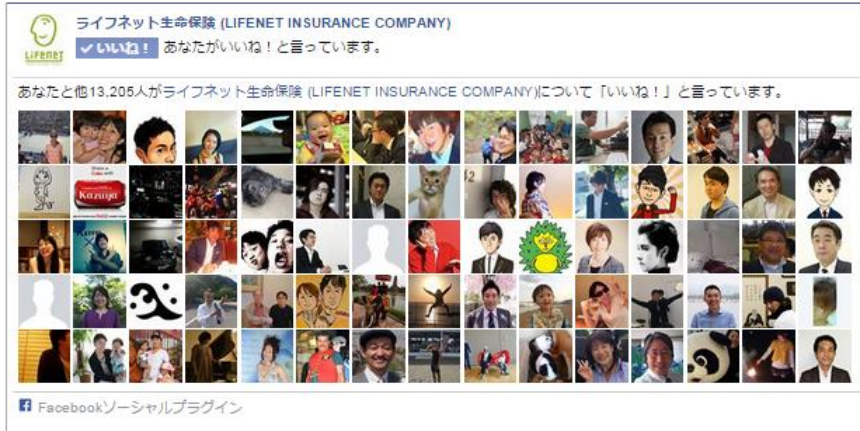 ライフネット生命保険 (LIFENET INSURANCE COMPANY)
LIFENET
いいね！ あなたがいいね！と言っています。
あなたと他13,205人がライフネット生命保険 (LIFENET INSURANCE COMPANY)について「いいね！」と言っています。
Kazuya
Facebookソーシャルプラグイン